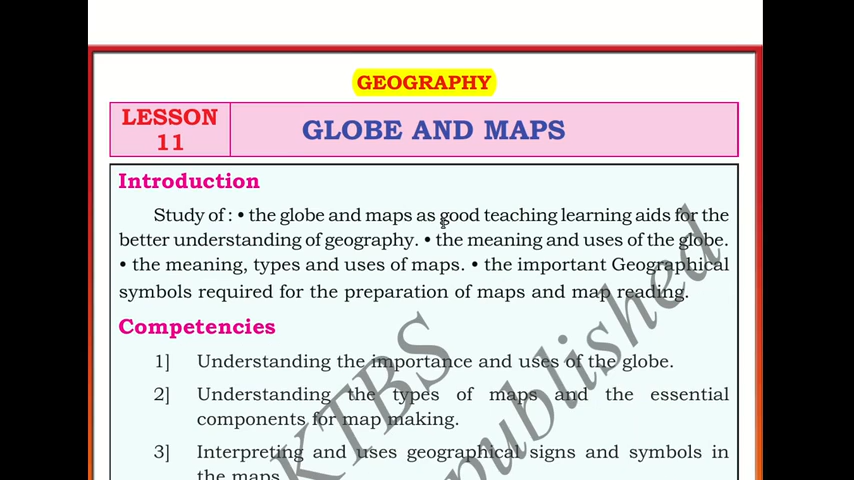 GEOGRAPHY
LESSON
11
GLOBE AND MAPS
Introduction
Study of : • the globe and maps as good teaching learning aids for the
better understanding of geography. • the meaning and uses of the globe.
• the meaning, types and uses of maps. • the important Geographical
symbols required for the preparation of maps and map reading.
Competencies
1] Understanding the importance and uses of the globe.
2] Understanding the types of maps and the essential
components for map making.
3] Interpreting and uses geographical signs and symbols in
the maps
KTBS
published